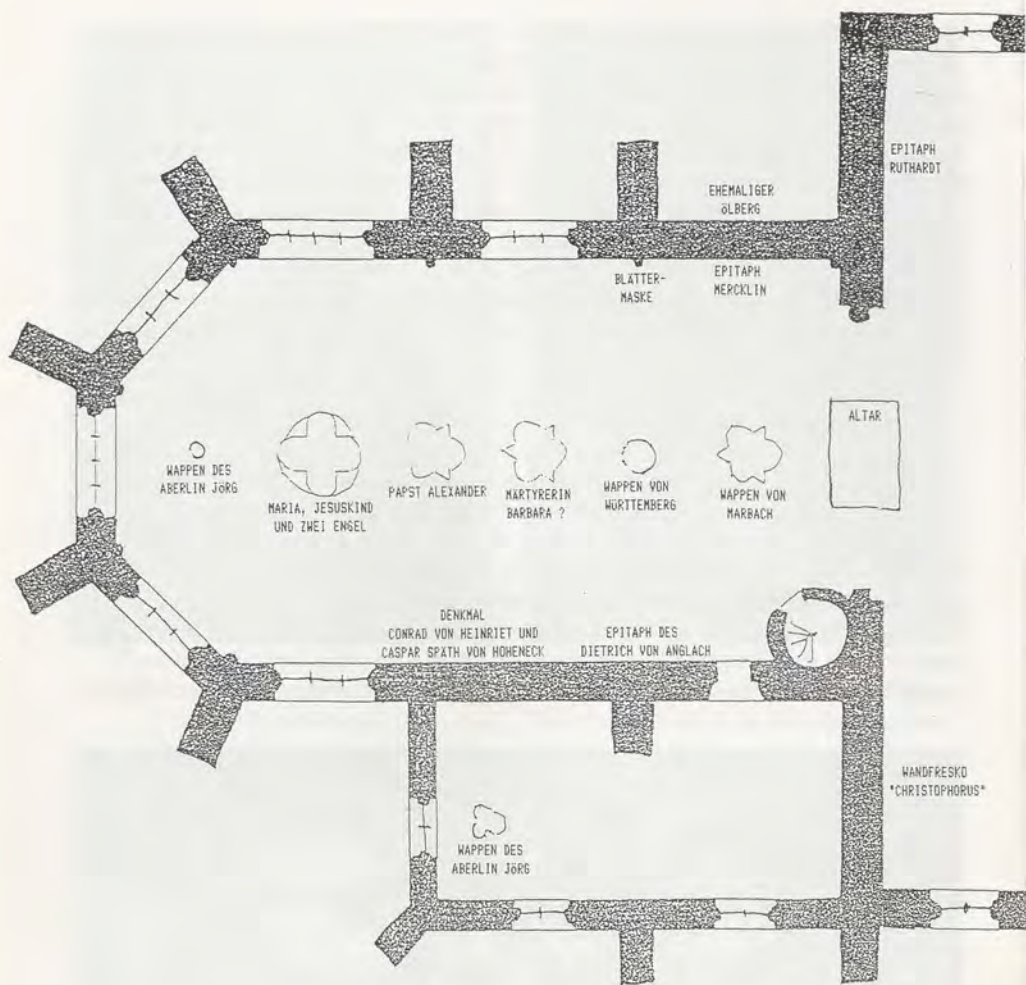 EPITAPH
RUTHARDT
EHEMALIGER
ÖLBERG
BLÄTTER-
MASKE
EPITAPH
MERCKLIN
ALTAR
WAPPEN DES
ABERLIN JÖRG
MARIA, JESUSKIND
UND ZWEI ENGEL
PAPST ALEXANDER
MÄRTYRERIN
BARBARA ?
WAPPEN VON
WÜRTTEMBERG
WAPPEN VON
MARBACH
DENKMAL
CONRAD VON HEINRIET UND
CASPAR SPÄTH VON HOHENECK
EPITAPH DES
DIETRICH VON ANGLACH
WANDFRESKO
"CHRISTOPHORUS"
WAPPEN DES
ABERLIN JÖRG